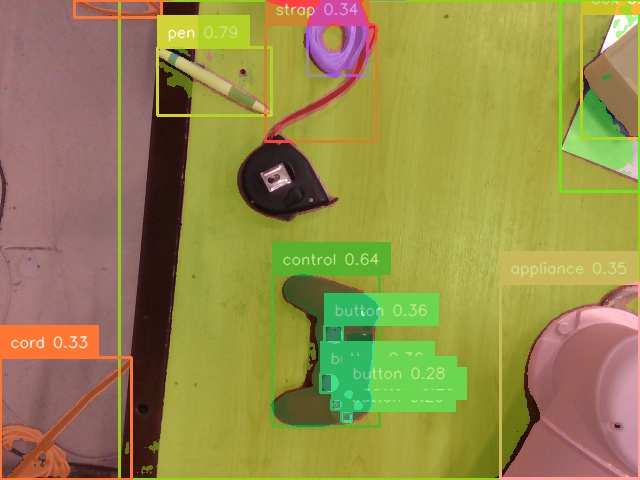 strap 0.34
pen 0.79
control 0.64
appliance 0.35
button 0.36
cord 0.33
button 0.28